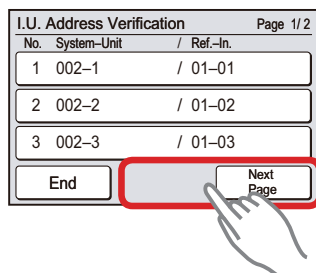 I.U. Address Verification Page 1/2
No. System–Unit / Ref.–In.
1 002–1 / 01–01
2 002–2 / 01–02
3 002–3 / 01–03
End Next
Page